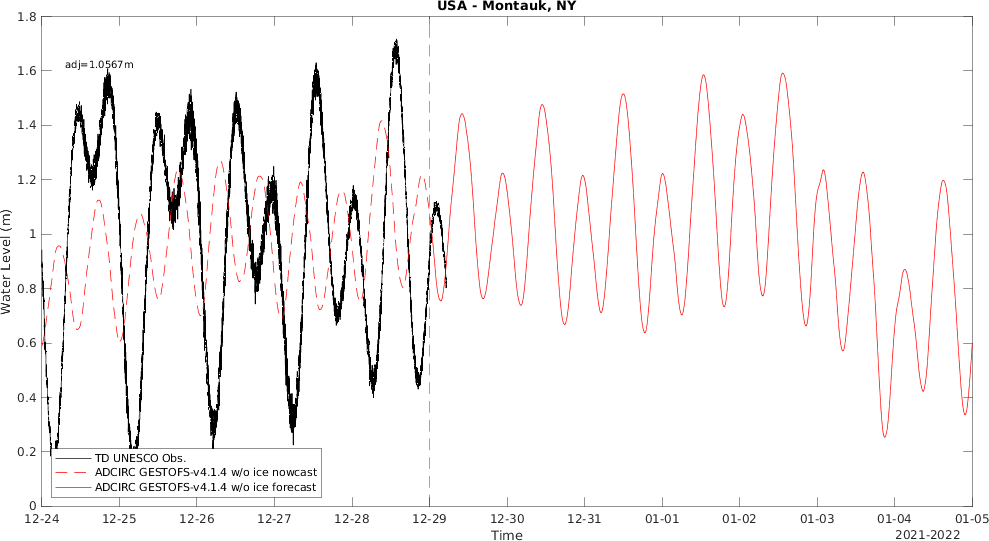 USA - Montauk, NY
1.8
1.6
1.4
1.2
1
0.8
0.6
0.4
0.2
0
Water Level (m)
adj=1.0567m
TD UNESCO Obs.
ADCIRC GESTOFS-v4.1.4 w/o ice nowcast
ADCIRC GESTOFS-v4.1.4 w/o ice forecast
12-24 12-25 12-26 12-27 12-28 12-29 12-30 12-31 01-01 01-02 01-03 01-04 01-05
Time
2021-2022